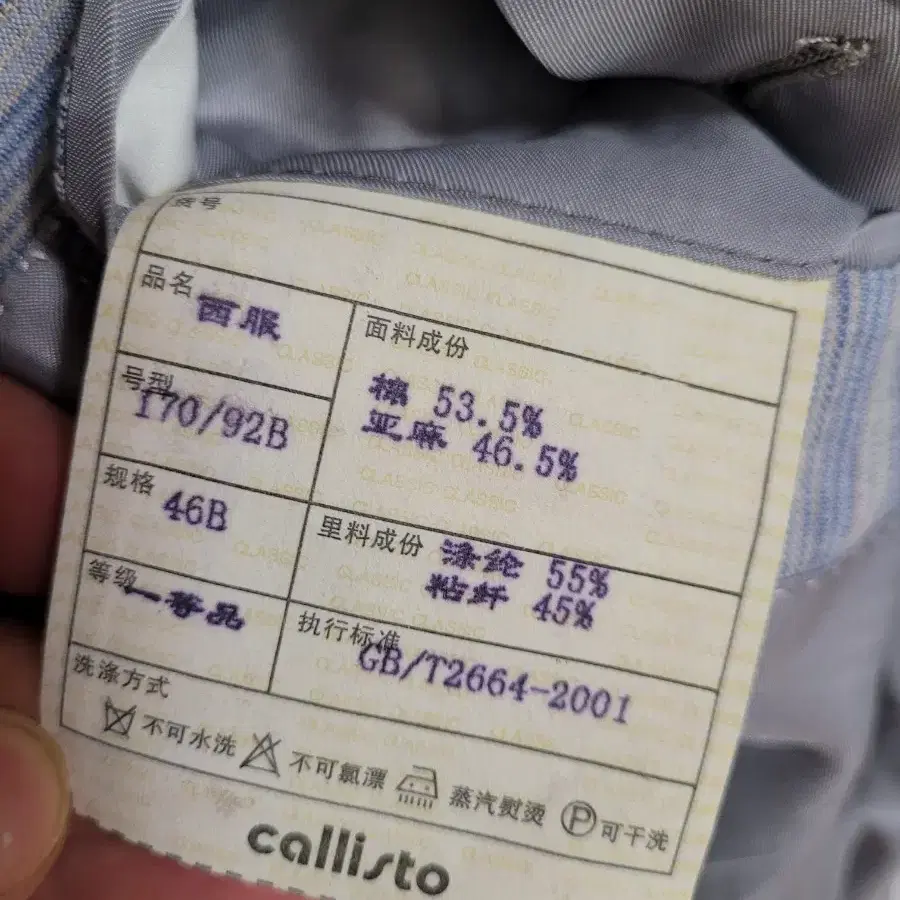 货号
品名
西服
面料成份
棉 53.5%
亚麻 46.5%
号型
170/92B
规格
46B
里料成份
涤纶 55%
粘纤 45%
等级
一等品
执行标准
GB/T2664-2001
洗涤方式
不可水洗
不可氯漂
蒸汽熨烫
P
可干洗
callisto